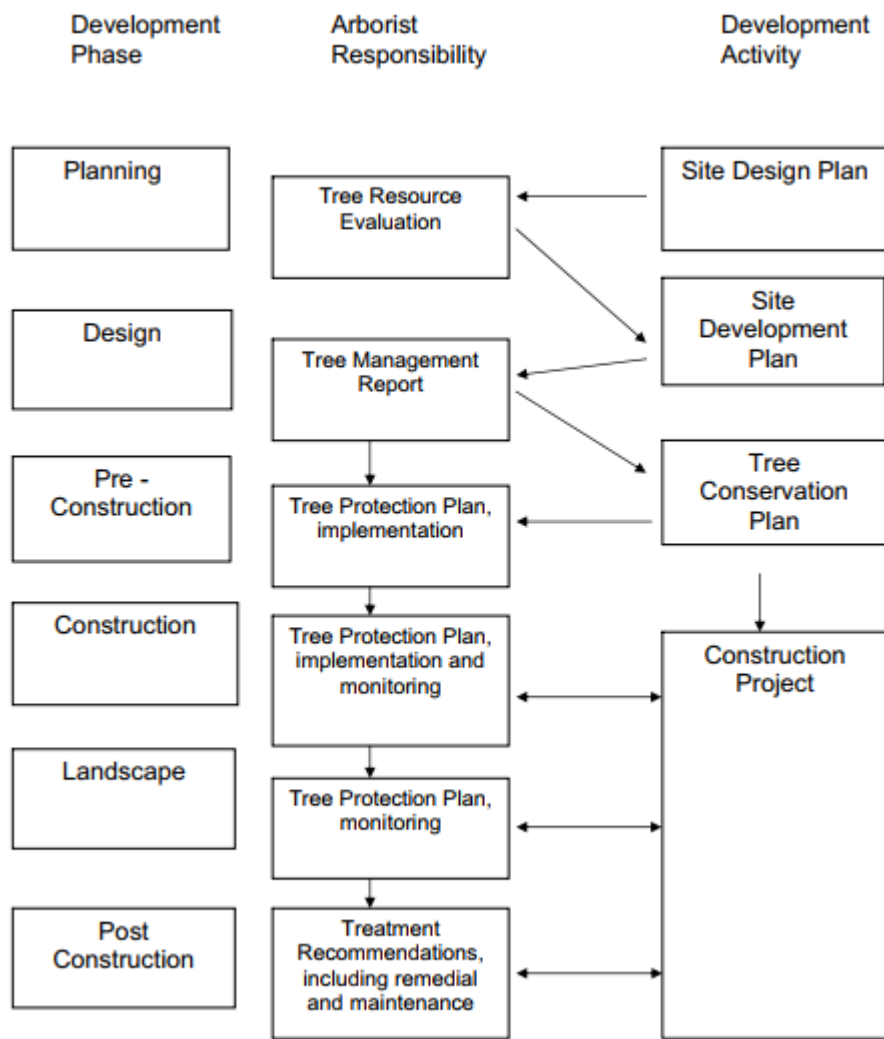 Development
Phase
Arborist
Responsibility
Development
Activity
Planning
Tree Resource
Evaluation
Site Design Plan
Design
Tree Management
Report
Site
Development
Plan
Pre -
Construction
Tree Protection Plan,
implementation
Tree
Conservation
Plan
Construction
Tree Protection Plan,
implementation and
monitoring
Construction
Project
Landscape
Tree Protection Plan,
monitoring
Post
Construction
Treatment
Recommendations,
including remedial
and maintenance